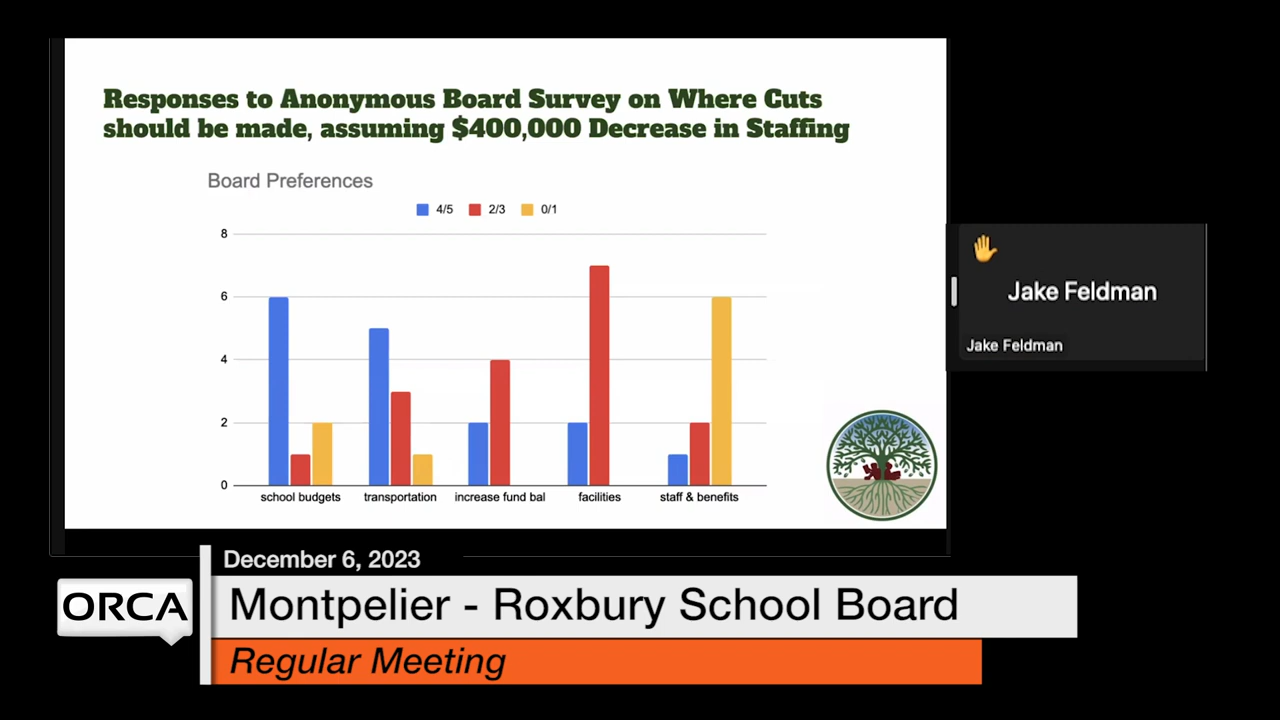 Responses to Anonymous Board Survey on Where Cuts
should be made, assuming $400,000 Decrease in Staffing
Board Preferences
4/5 2/3 0/1
8
6
4
2
0
school budgets transportation increase fund bal facilities staff & benefits
Jake Feldman
Jake Feldman
December 6, 2023
ORCA
Montpelier - Roxbury School Board
Regular Meeting